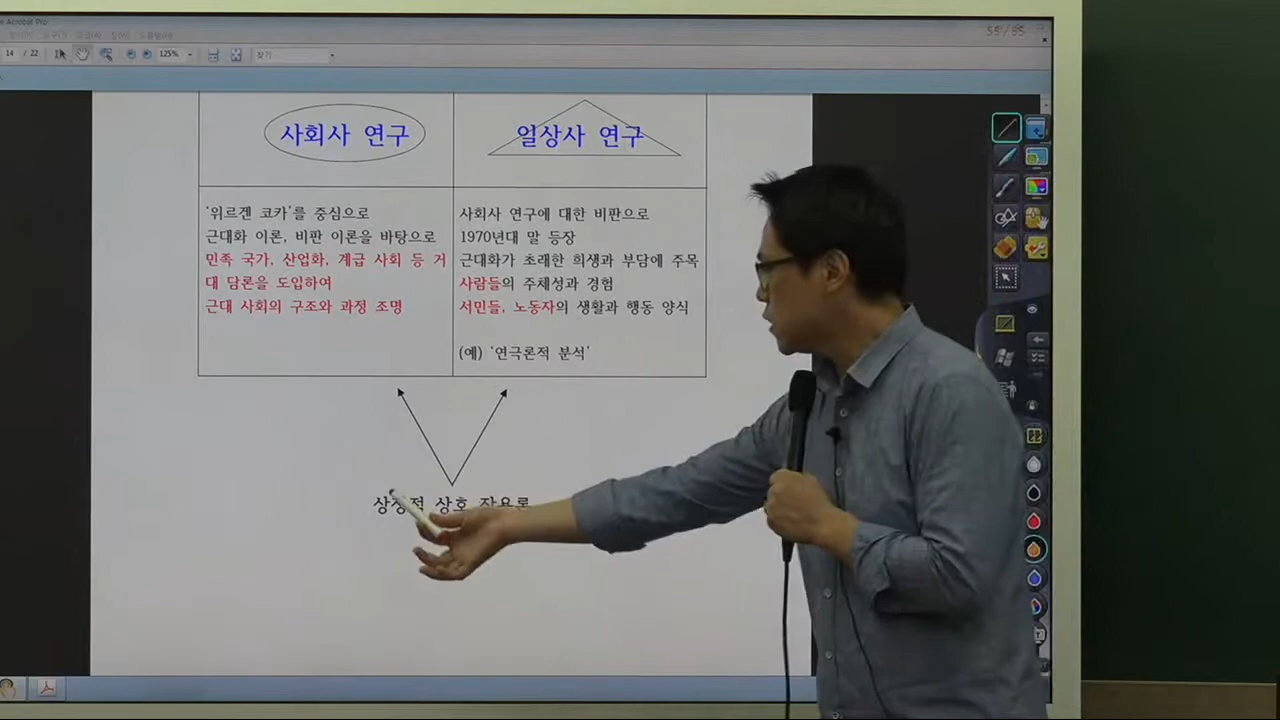 14 / 22
125%
찾기
55 / 85
사회사 연구
일상사 연구
'위르겐 코카'를 중심으로
근대화 이론, 비판 이론을 바탕으로
민족 국가, 산업화, 계급 사회 등 거
대 담론을 도입하여
근대 사회의 구조와 과정 조명
사회사 연구에 대한 비판으로
1970년대 말 등장
근대화가 초래한 희생과 부담에 주목
사람들의 주체성과 경험
서민들, 노동자의 생활과 행동 양식
(예) '연극론적 분석'
상호 작용론